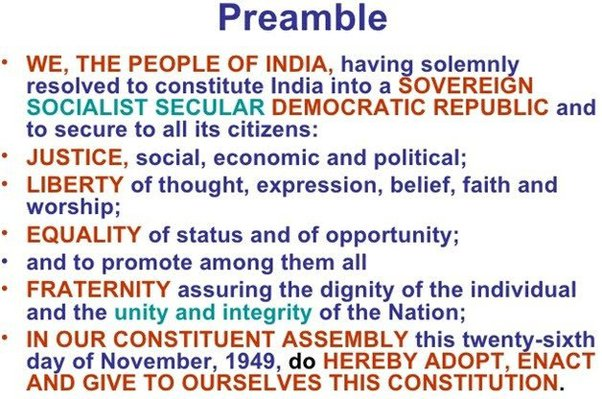 Preamble
• WE, THE PEOPLE OF INDIA, having solemnly
resolved to constitute India into a SOVEREIGN
SOCIALIST SECULAR DEMOCRATIC REPUBLIC and
to secure to all its citizens:
• JUSTICE, social, economic and political;
• LIBERTY of thought, expression, belief, faith and
worship;
• EQUALITY of status and of opportunity;
• and to promote among them all
• FRATERNITY assuring the dignity of the individual
and the unity and integrity of the Nation;
• IN OUR CONSTITUENT ASSEMBLY this twenty-sixth
day of November, 1949, do HEREBY ADOPT, ENACT
AND GIVE TO OURSELVES THIS CONSTITUTION.